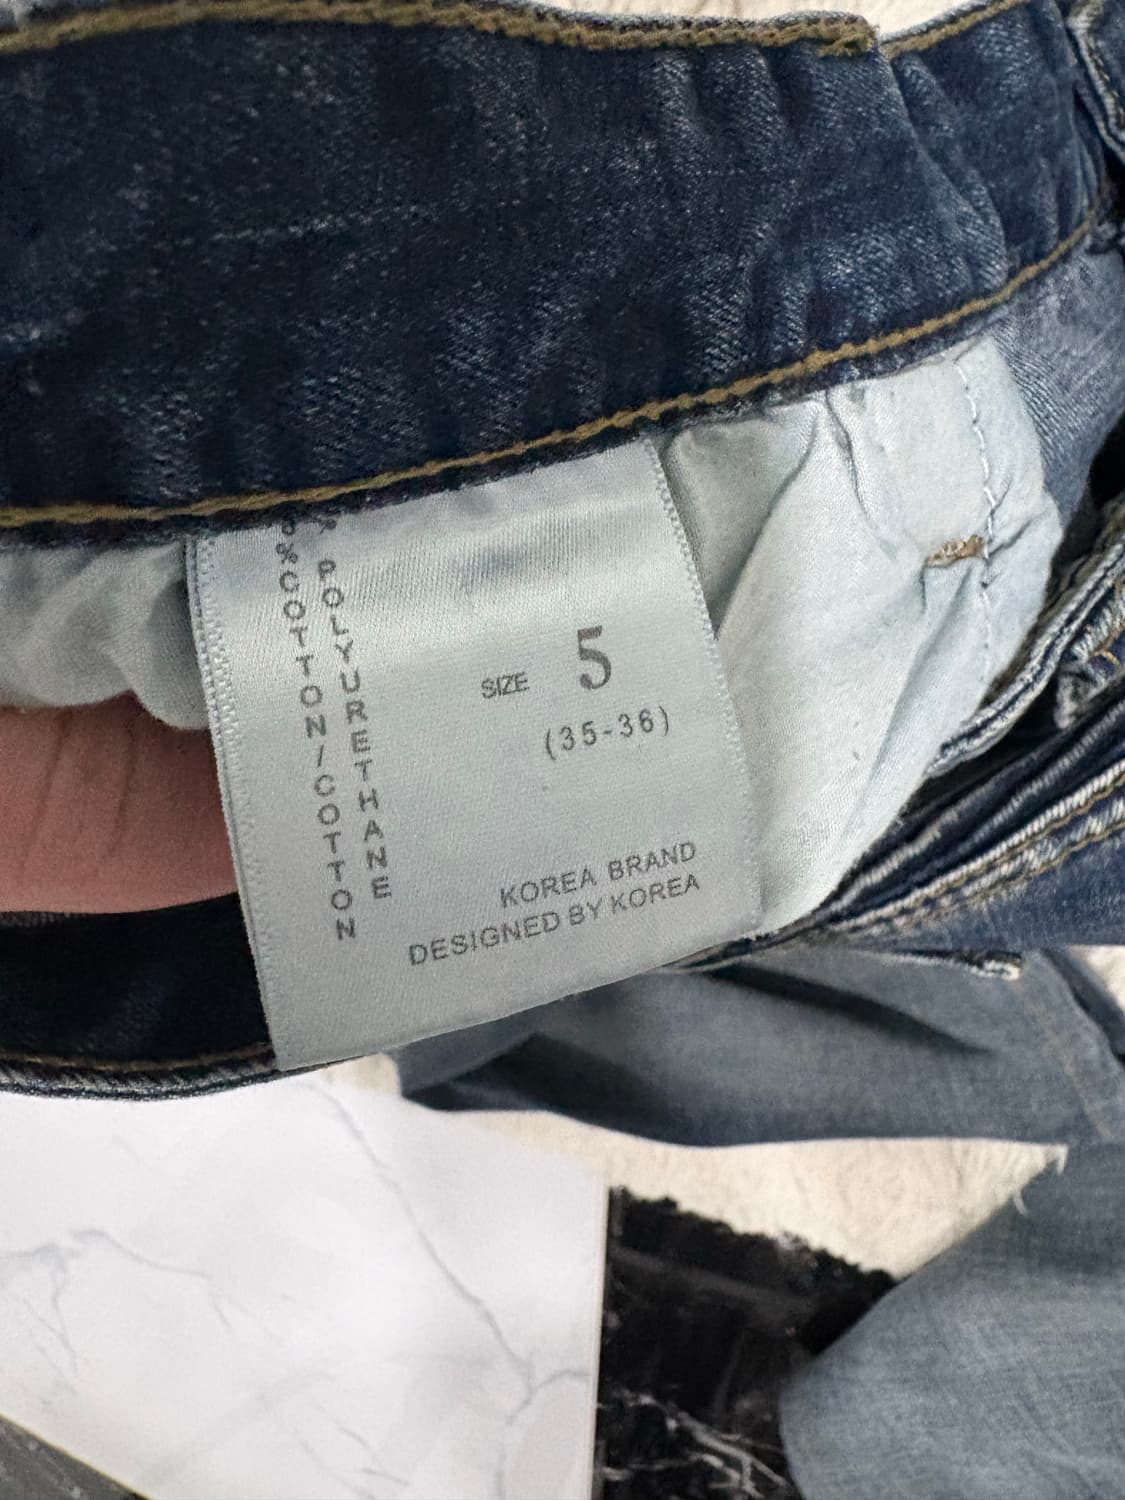 SIZE 5
(35-36)
KOREA BRAND
DESIGNED BY KOREA
%COTTON/COTTON
% POLYURETHANE